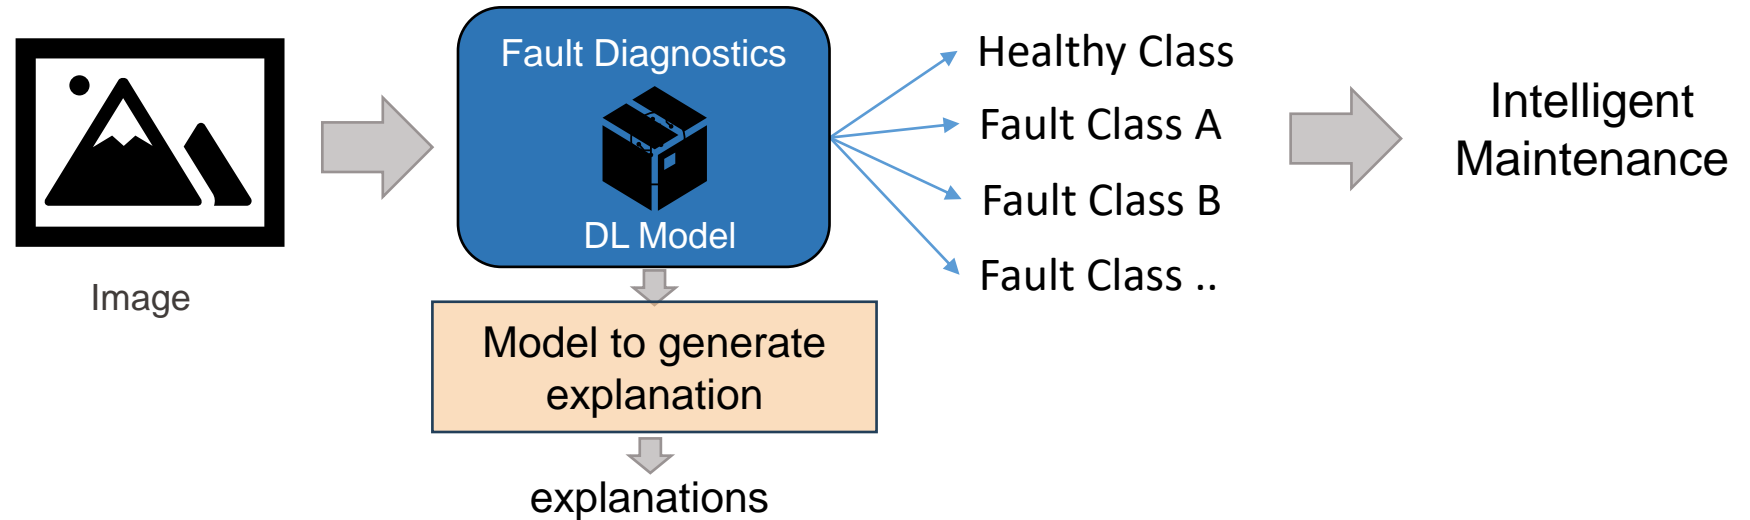 Image
Fault Diagnostics
DL Model
Model to generate
explanation
explanations
Healthy Class
Fault Class A
Fault Class B
Fault Class ..
Intelligent
Maintenance